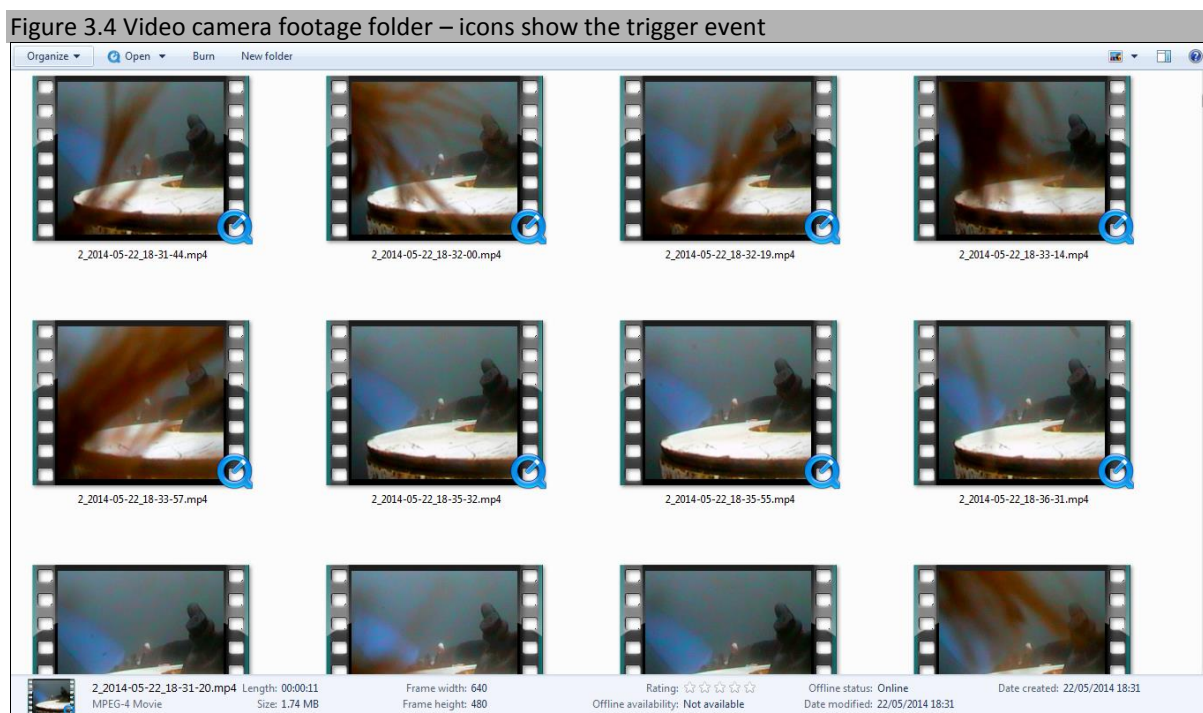 Figure 3.4 Video camera footage folder – icons show the trigger event
Organize Open Burn New folder
2_2014-05-22_18-31-44.mp4 2_2014-05-22_18-32-00.mp4 2_2014-05-22_18-32-19.mp4 2_2014-05-22_18-33-14.mp4
2_2014-05-22_18-33-57.mp4 2_2014-05-22_18-35-32.mp4 2_2014-05-22_18-35-55.mp4 2_2014-05-22_18-36-31.mp4
2_2014-05-22_18-31-20.mp4 Length: 00:00:11 Frame width: 640 Rating: Offline status: Online Date created: 22/05/2014 18:31
MPEG-4 Movie Size: 1.74 MB Frame height: 480 Offline availability: Not available Date modified: 22/05/2014 18:31